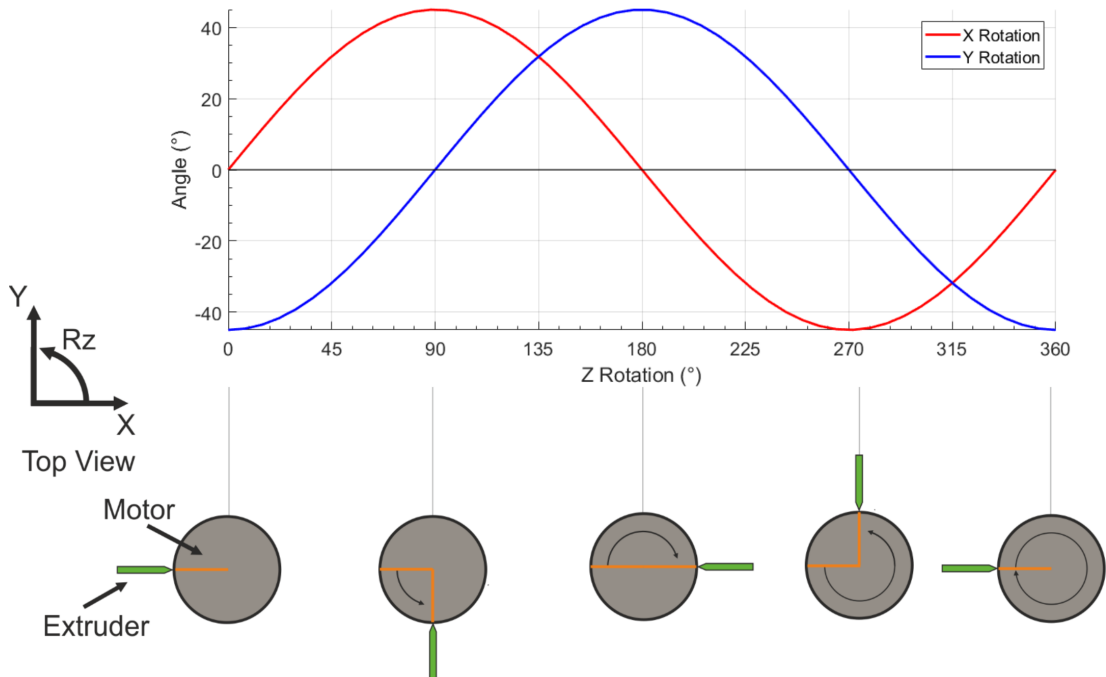 X Rotation
Y Rotation
40
20
0
-20
-40
Angle (°)
0 45 90 135 180 225 270 315 360
Z Rotation (°)
Y
Rz
X
Top View
Motor
Extruder